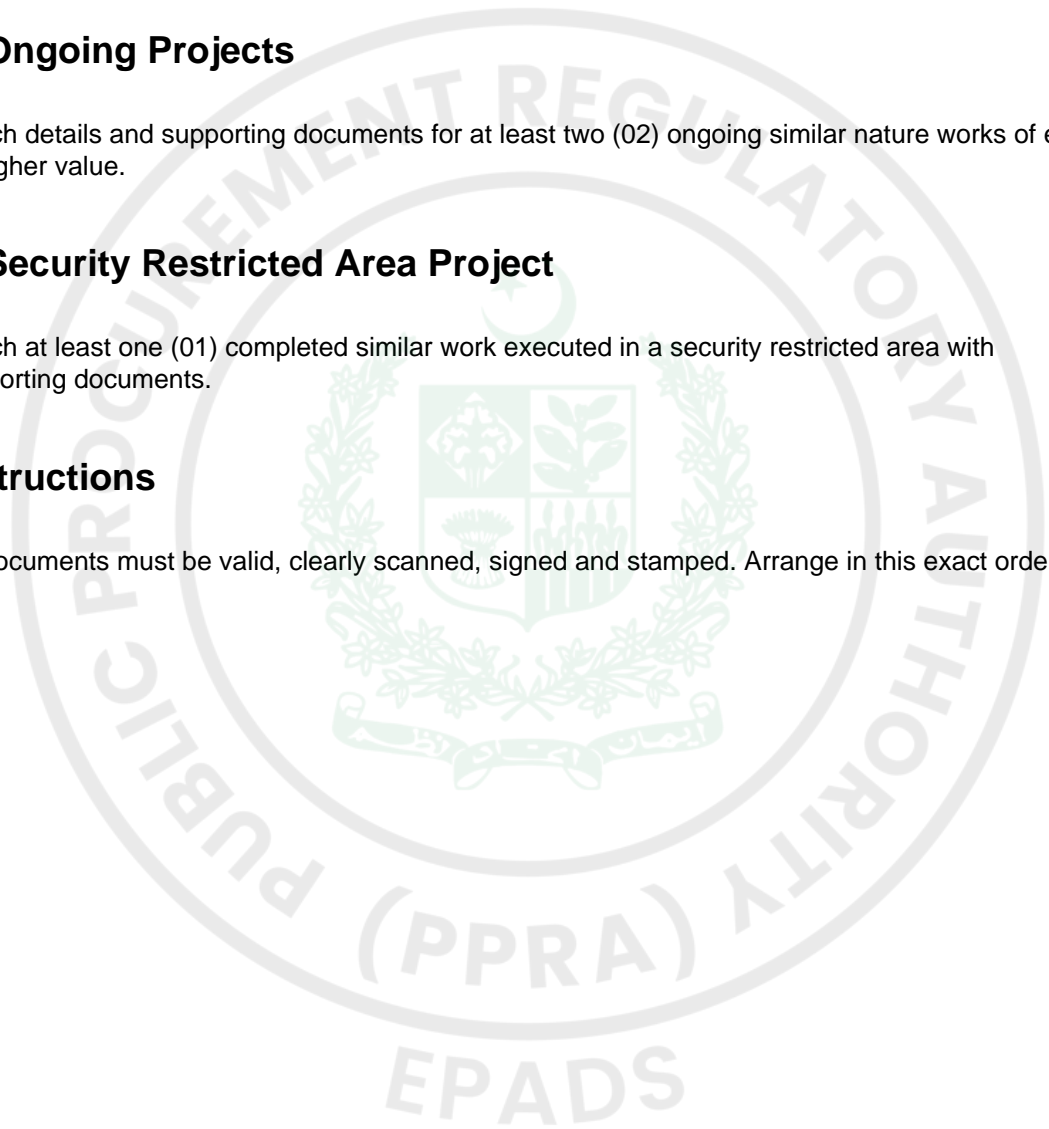 Ongoing Projects
ch details and supporting documents for at least two (02) ongoing similar nature works of e
gher value.
Security Restricted Area Project
ch at least one (01) completed similar work executed in a security restricted area with
orting documents.
tructions
ocuments must be valid, clearly scanned, signed and stamped. Arrange in this exact orde
PUBLIC PROCUREMENT REGULATORY AUTHORITY
(PPRA)
EPADS